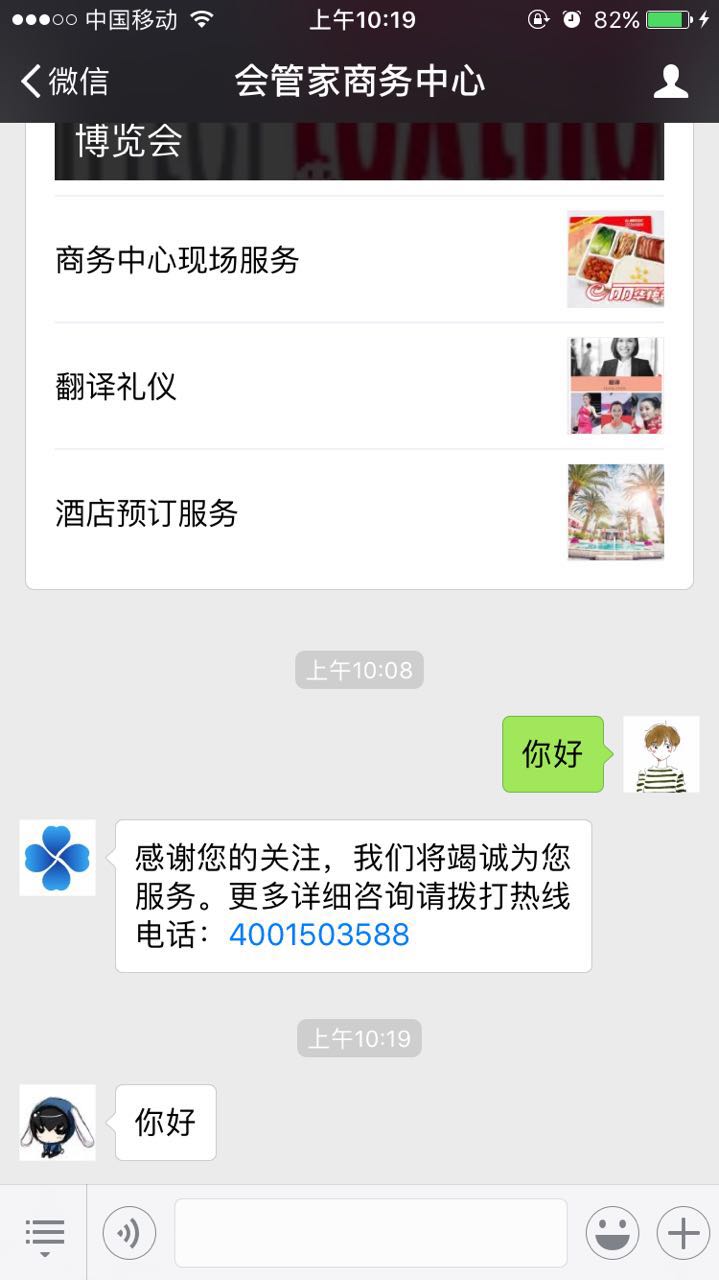 中国移动 上午10:19 82%
微信 会管家商务中心
博览会
商务中心现场服务
翻译礼仪
酒店预订服务
上午10:08
你好
感谢您的关注，我们将竭诚为您
服务。更多详细咨询请拨打热线
电话：4001503588
上午10:19
你好